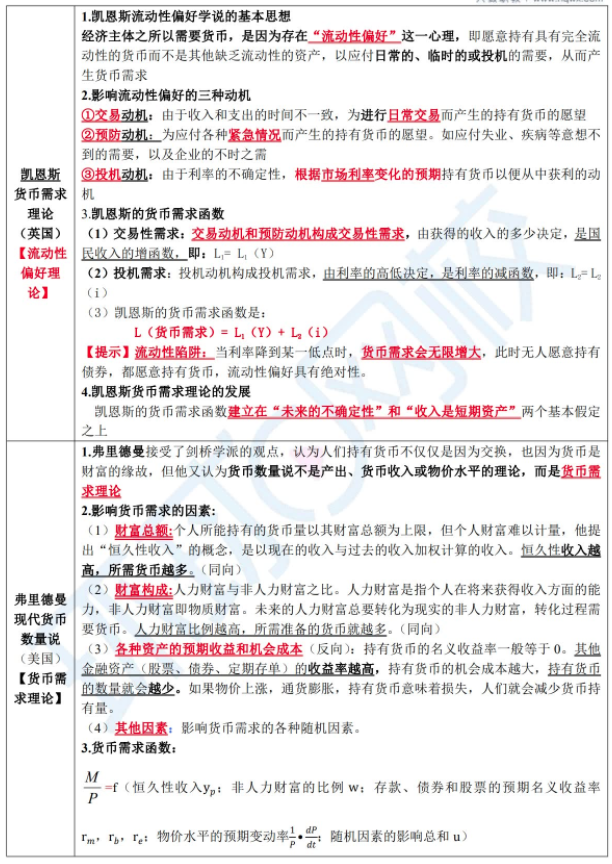 1.凯恩斯流动性偏好学说的基本思想
经济主体之所以需要货币，是因为存在“流动性偏好”这一心理，即愿意持有具有完全流
动性的货币而不是其他缺乏流动性的资产，以应付日常的、临时的或投机的需要，从而产
生货币需求
2.影响流动性偏好的三种动机
①交易动机：由于收入和支出的时间不一致，为进行日常交易而产生的持有货币的愿望
②预防动机：为应付各种紧急情况而产生的持有货币的愿望。如应付失业、疾病等意想不
到的需要，以及企业的不时之需
③投机动机：由于利率的不确定性，根据市场利率变化的预期持有货币以便从中获利的动
机
3.凯恩斯的货币需求函数
（1）交易性需求：交易动机和预防动机构成交易性需求，由获得的收入的多少决定，是国
民收入的增函数，即：L₁= L₁（Y）
（2）投机需求：投机动机构成投机需求，由利率的高低决定，是利率的减函数，即：L₂=L₂
（i）
（3）凯恩斯的货币需求函数是：
L（货币需求）= L₁（Y）+ L₂（i）
【提示】流动性陷阱：当利率降到某一低点时，货币需求会无限增大，此时无人愿意持有
债券，都愿意持有货币，流动性偏好具有绝对性。
4.凯恩斯货币需求理论的发展
凯恩斯的货币需求函数建立在“未来的不确定性”和“收入是短期资产”两个基本假定
之上
凯恩斯
货币需求
理论
（英国）
【流动性
偏好理
论】
1.弗里德曼接受了剑桥学派的观点，认为人们持有货币不仅仅是因为交换，也因为货币是
财富的缘故，但他又认为货币数量说不是产出、货币收入或物价水平的理论，而是货币需
求理论
2.影响货币需求的因素:
（1）财富总额:个人所能持有的货币量以其财富总额为上限，但个人财富难以计量，他提
出“恒久性收入”的概念，是以现在的收入与过去的收入加权计算的收入。恒久性收入越
高，所需货币越多。（同向）
（2）财富构成:人力财富与非人力财富之比。人力财富是指个人在将来获得收入方面的能
力，非人力财富即物质财富。未来的人力财富总要转化为现实的非人力财富，转化过程需
要货币。人力财富比例越高，所需准备的货币就越多。（同向）
（3）各种资产的预期收益和机会成本（反向）：持有货币的名义收益率一般等于 0。其他
金融资产（股票、债券、定期存单）的收益率越高，持有货币的机会成本越大，持有货币
的数量就会越少。如果物价上涨，通货膨胀，持有货币意味着损失，人们就会减少货币持
有量。
（4）其他因素：影响货币需求的各种随机因素。
3.货币需求函数：
M/P=f（恒久性收入yₚ；非人力财富的比例 w；存款、债券和股票的预期名义收益率
rₘ，r_b，rₑ；物价水平的预期变动率1/P•dP/dt；随机因素的影响总和 u）
弗里德曼
现代货币
数量说
（美国）
【货币需
求理论】
环球网校